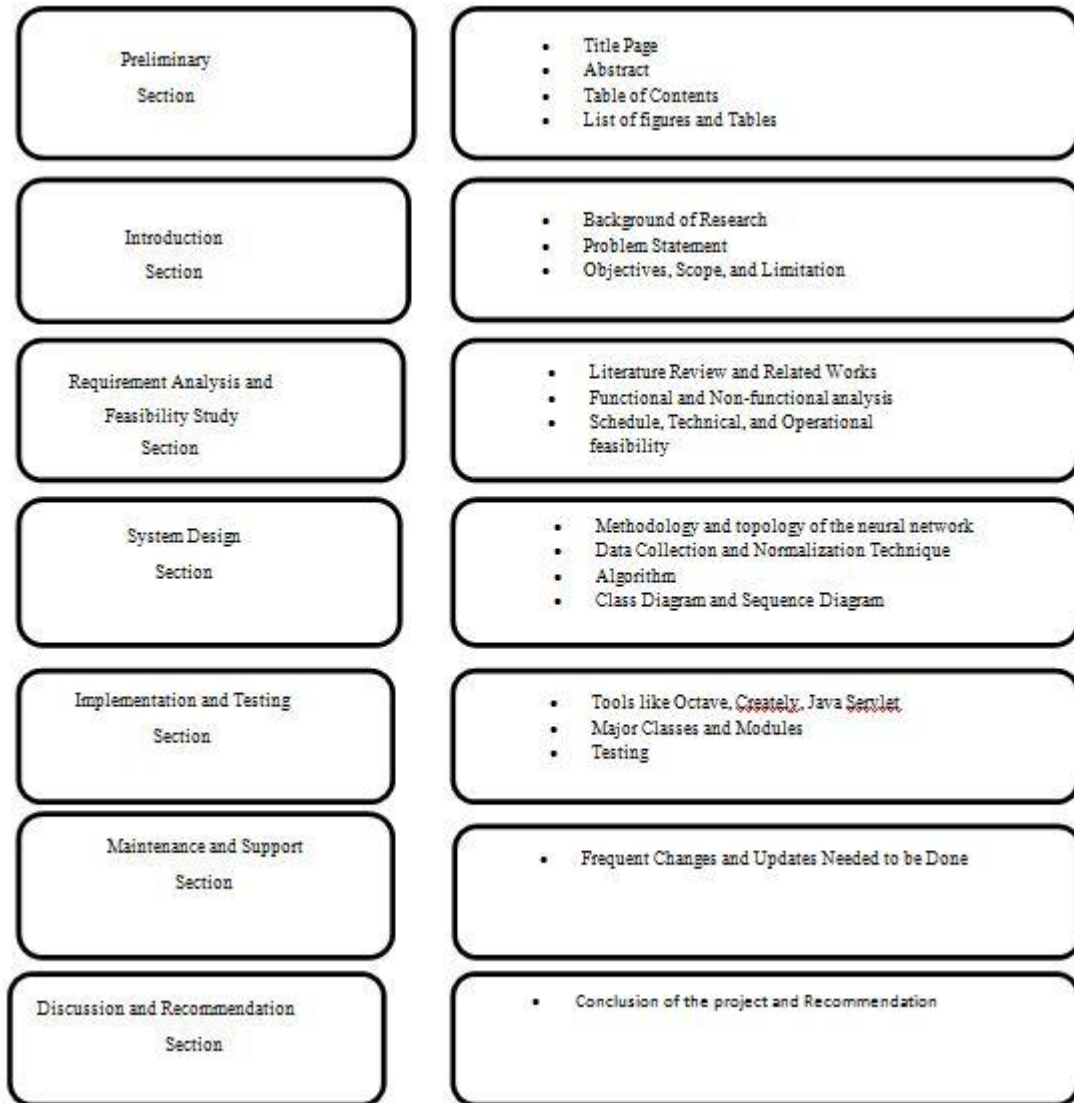 Preliminary
Section
• Title Page
• Abstract
• Table of Contents
• List of figures and Tables
Introduction
Section
• Background of Research
• Problem Statement
• Objectives, Scope, and Limitation
Requirement Analysis and
Feasibility Study
Section
• Literature Review and Related Works
• Functional and Non-functional analysis
• Schedule, Technical, and Operational
feasibility
System Design
Section
• Methodology and topology of the neural network
• Data Collection and Normalization Technique
• Algorithm
• Class Diagram and Sequence Diagram
Implementation and Testing
Section
• Tools like Octave, Creately, Java Servlet
• Major Classes and Modules
• Testing
Maintenance and Support
Section
• Frequent Changes and Updates Needed to be Done
Discussion and Recommendation
Section
• Conclusion of the project and Recommendation